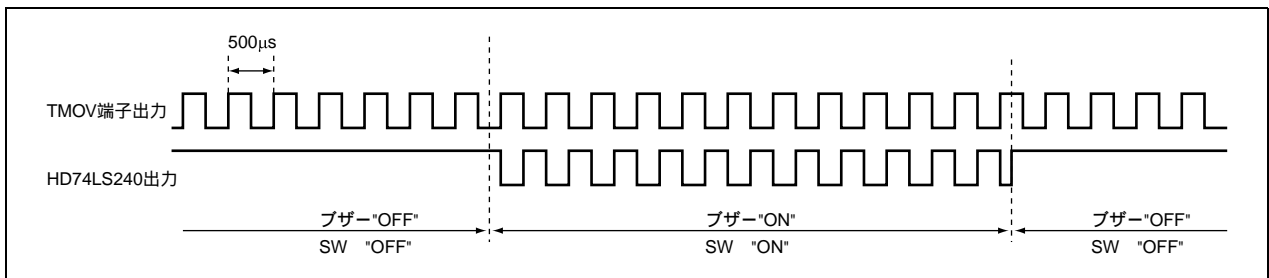 500μs
TMOV端子出力
HD74LS240出力
ブザー"OFF"
ブザー"ON"
ブザー"OFF"
SW "OFF"
SW "ON"
SW "OFF"